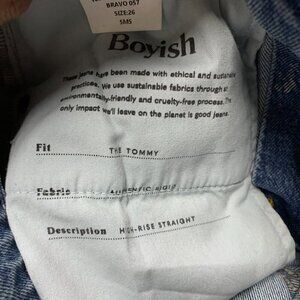 BRAVO 057
SIZE:26
SMS
Boyish
These jeans have been made with ethical and sustainable
practices. We use sustainable fabrics through an
environmentally-friendly and cruelty-free process. The
only impact we'll leave on the planet is good jeans.
Fit THE TOMMY
Fabric AUTHENTIC RIGID
Description HIGH-RISE STRAIGHT